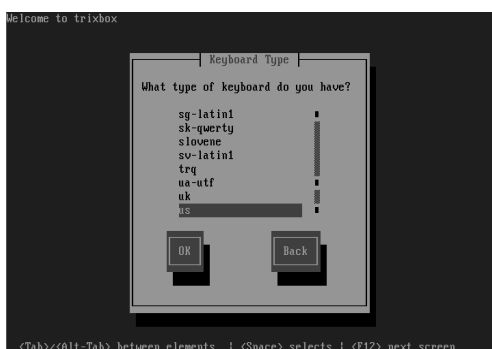 Welcome to trixbox
Keyboard Type
What type of keyboard do you have?
sg-latin1
sk-qwerty
slovene
sv-latin1
trq
ua-utf
uk
us
OK
Back
<Tab>/<Alt-Tab> between elements | <Space> selects | <F12> next screen